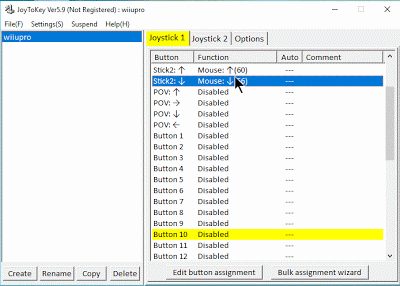 JoyToKey Ver5.9 (Not Registered) : wiiupro
File(F) Settings(S) Suspend Help(H)
wiiupro
Joystick 1 Joystick 2 Options
Button Function Auto Comment
Stick2: ↑ Mouse: ↑(60) ---
Stick2: ↓ Mouse: ↓ ---
POV: ↑ Disabled ---
POV: → Disabled ---
POV: ↓ Disabled ---
POV: ← Disabled ---
Button 1 Disabled ---
Button 2 Disabled ---
Button 3 Disabled ---
Button 4 Disabled ---
Button 5 Disabled ---
Button 6 Disabled ---
Button 7 Disabled ---
Button 8 Disabled ---
Button 9 Disabled ---
Button 10 Disabled ---
Button 11 Disabled ---
Button 12 Disabled ---
Create Rename Copy Delete
Edit button assignment Bulk assignment wizard